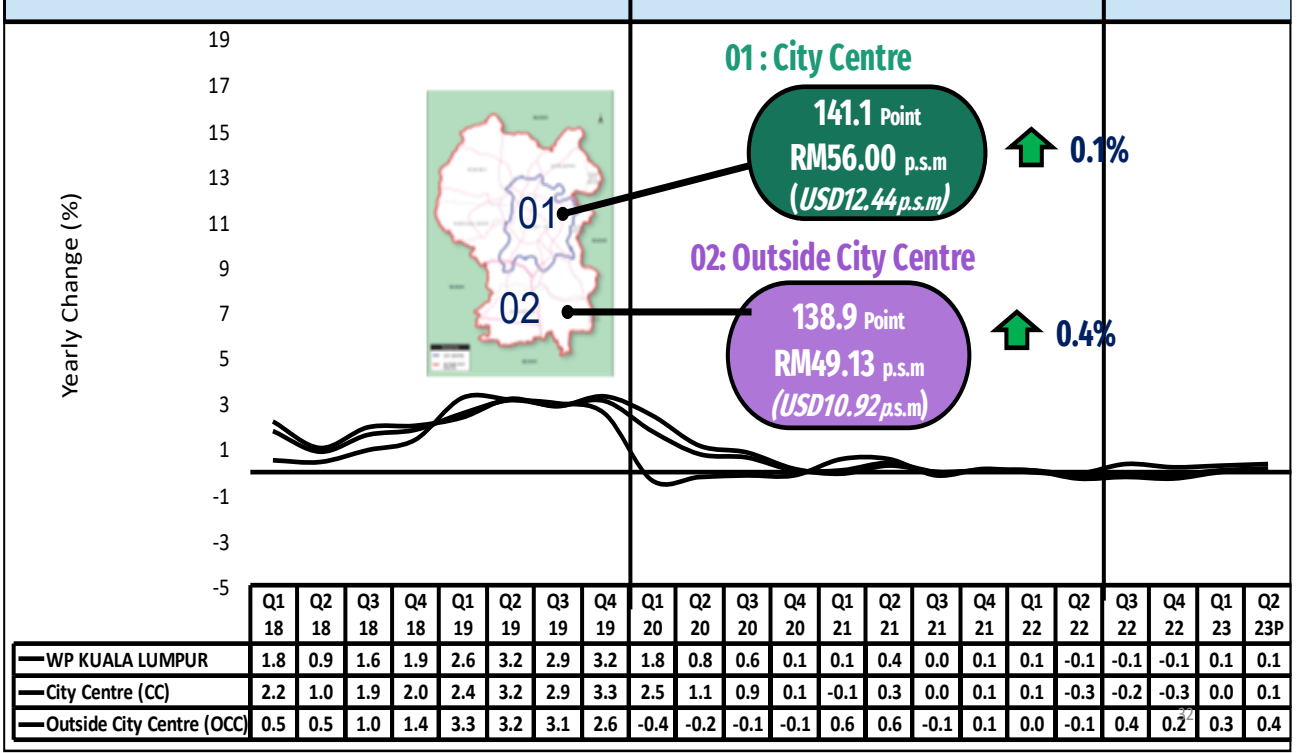 19
17
15
13
11
9
7
5
3
1
-1
-3
-5
Yearly Change (%)
01 : City Centre
141.1 Point
RM56.00 p.s.m
(USD12.44p.s.m)
0.1%
02: Outside City Centre
138.9 Point
RM49.13 p.s.m
(USD10.92p.s.m)
0.4%
01
02
Q1 18 Q2 18 Q3 18 Q4 18 Q1 19 Q2 19 Q3 19 Q4 19 Q1 20 Q2 20 Q3 20 Q4 20 Q1 21 Q2 21 Q3 21 Q4 21 Q1 22 Q2 22 Q3 22 Q4 22 Q1 23 Q2 23P
WP KUALA LUMPUR 1.8 0.9 1.6 1.9 2.6 3.2 2.9 3.2 1.8 0.8 0.6 0.1 0.1 0.4 0.0 0.1 0.1 -0.1 -0.1 -0.1 0.1 0.1
City Centre (CC) 2.2 1.0 1.9 2.0 2.4 3.2 2.9 3.3 2.5 1.1 0.9 0.1 -0.1 0.3 0.0 0.1 0.1 -0.3 -0.2 -0.3 0.0 0.1
Outside City Centre (OCC) 0.5 0.5 1.0 1.4 3.3 3.2 3.1 2.6 -0.4 -0.2 -0.1 -0.1 0.6 0.6 -0.1 0.1 0.0 -0.1 0.4 0.2 0.3 0.4
32